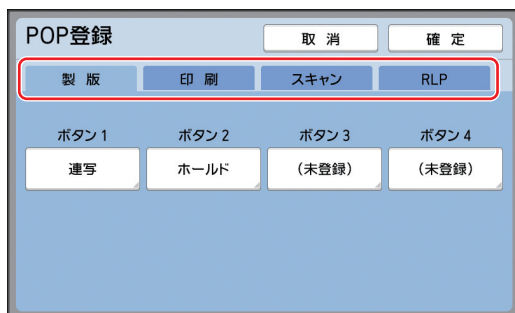 POP登録 取 消 確 定
製 版 印 刷 スキャン RLP
ボタン 1 ボタン 2 ボタン 3 ボタン 4
連写 ホールド (未登録) (未登録)